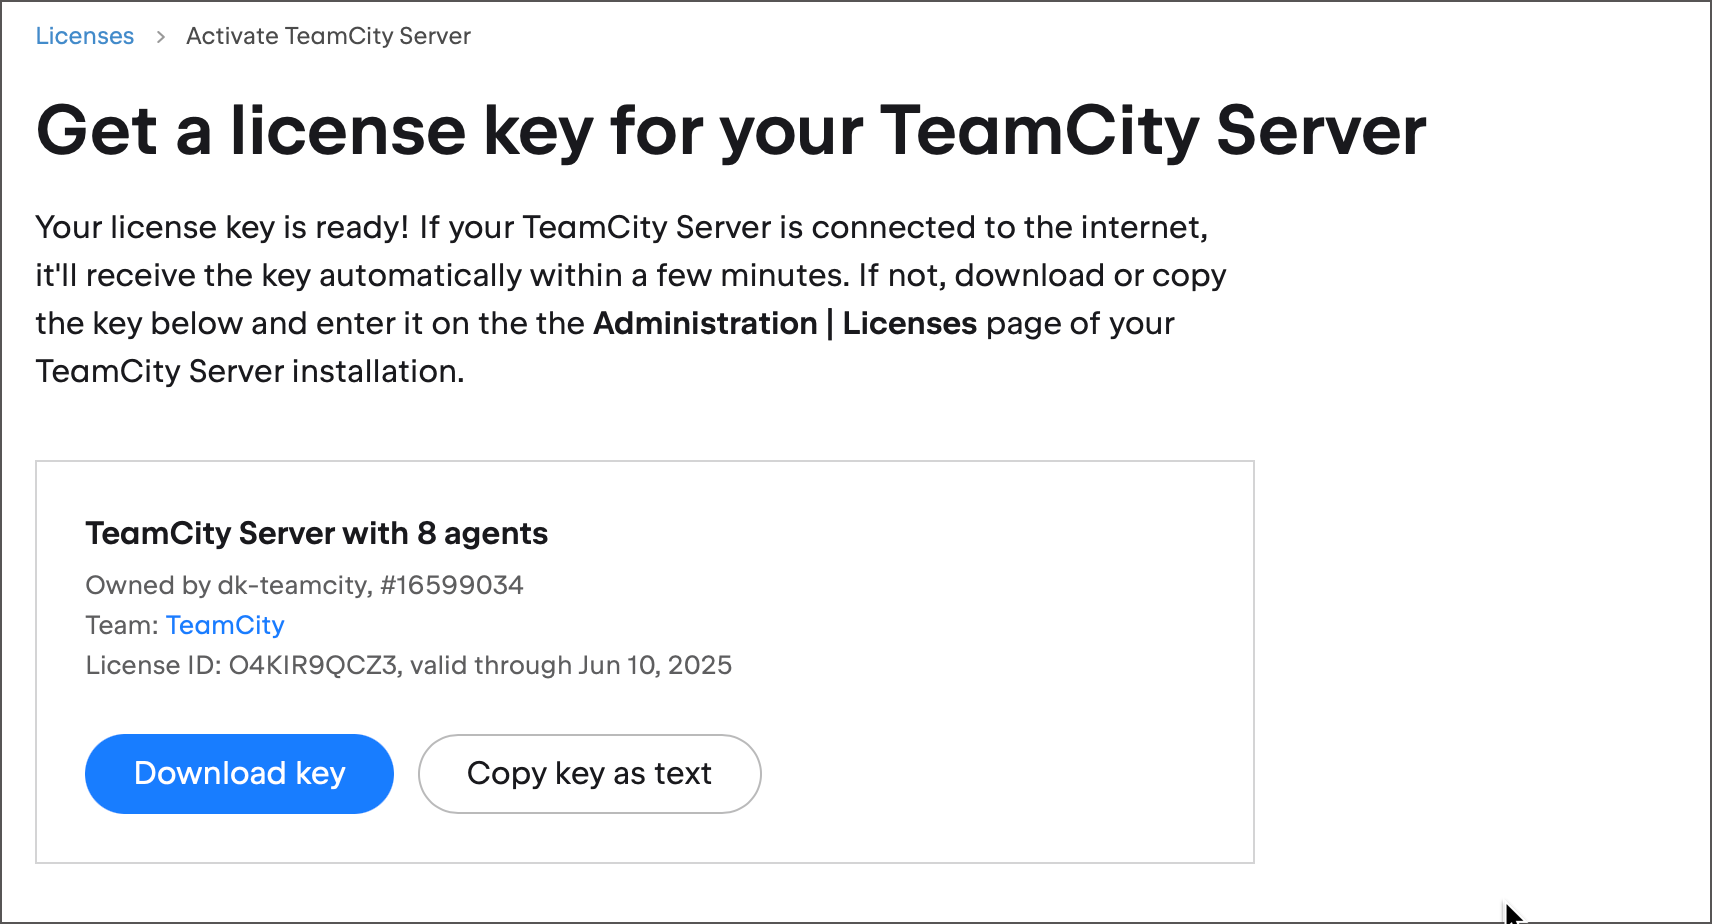 Licenses > Activate TeamCity Server
Get a license key for your TeamCity Server
Your license key is ready! If your TeamCity Server is connected to the internet,
it'll receive the key automatically within a few minutes. If not, download or copy
the key below and enter it on the the Administration | Licenses page of your
TeamCity Server installation.
TeamCity Server with 8 agents
Owned by dk-teamcity, #16599034
Team: TeamCity
License ID: O4KIR9QCZ3, valid through Jun 10, 2025
Download key Copy key as text